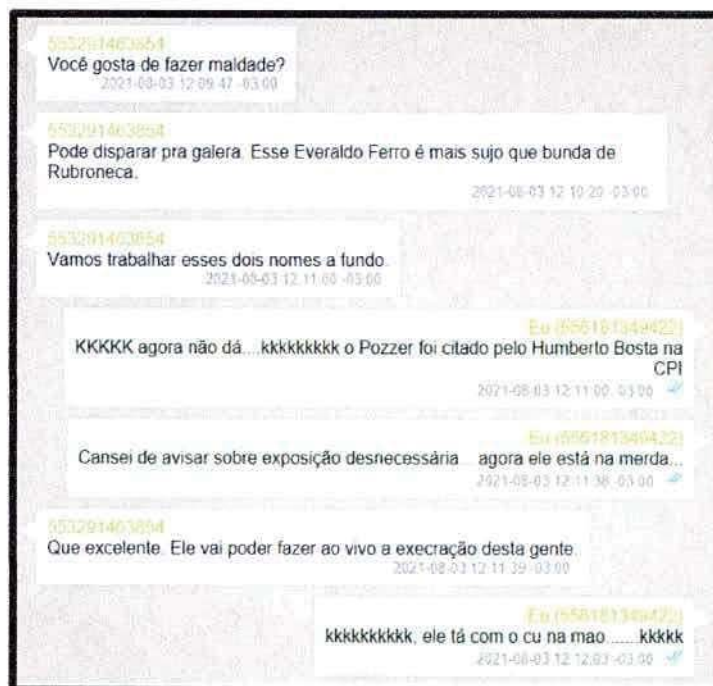 553291463854
Você gosta de fazer maldade?
2021-08-03 12:09:47 -03:00
553291463854
Pode disparar pra galera. Esse Everaldo Ferro é mais sujo que bunda de
Rubroneca.
2021-08-03 12:10:20 -03:00
553291463854
Vamos trabalhar esses dois nomes a fundo.
2021-08-03 12:11:00 -03:00
Eu (556181349422)
KKKKK agora não dá....kkkkkkkkk o Pozzer foi citado pelo Humberto Bosta na
CPI
2021-08-03 12:11:00 -03:00
Eu (556181349422)
Cansei de avisar sobre exposição desnecessária... agora ele está na merda...
2021-08-03 12:11:38 -03:00
553291463854
Que excelente. Ele vai poder fazer ao vivo a execração desta gente.
2021-08-03 12:11:39 -03:00
Eu (556181349422)
kkkkkkkkkk, ele tá com o cu na mao.......kkkkk
2021-08-03 12:12:03 -03:00